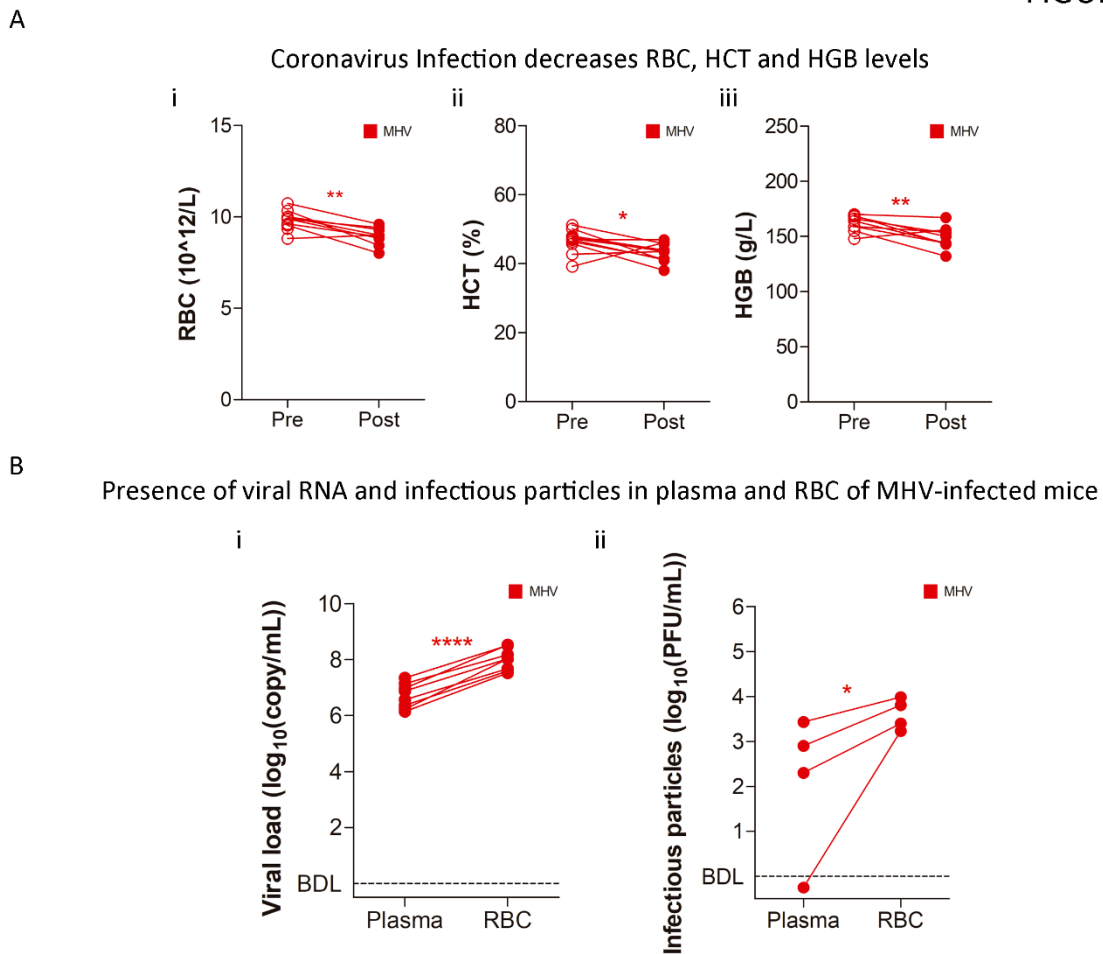 A
Coronavirus Infection decreases RBC, HCT and HGB levels
i
RBC (10^12/L)
15
10
5
0
MHV
**
Pre
Post
ii
HCT (%)
80
60
40
20
0
MHV
*
Pre
Post
iii
HGB (g/L)
250
200
150
100
50
0
MHV
**
Pre
Post
B
Presence of viral RNA and infectious particles in plasma and RBC of MHV-infected mice
i
Viral load (log10(copy/mL))
10
8
6
4
2
BDL
MHV
****
Plasma
RBC
ii
Infectious particles (log10(PFU/mL))
6
5
4
3
2
1
BDL
MHV
*
Plasma
RBC